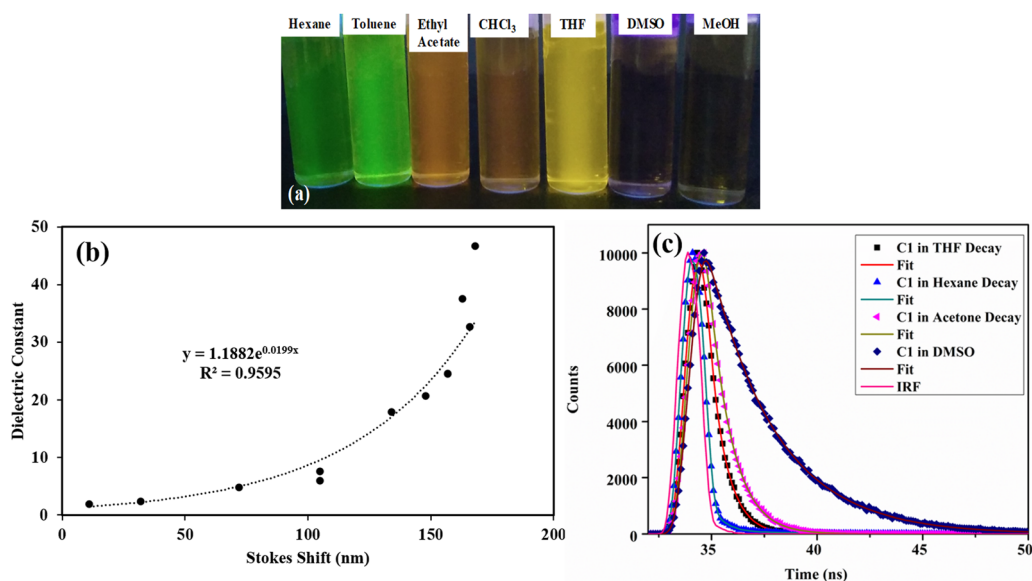 Hexane
Toluene
Ethyl
Acetate
CHCl₃
THF
DMSO
MeOH
(a)
(b)
50
40
30
20
10
0
Dielectric Constant
y = 1.1882e^0.0199x
R² = 0.9595
0
50
100
150
200
Stokes Shift (nm)
(c)
10000
8000
6000
4000
2000
0
Counts
C1 in THF Decay
Fit
C1 in Hexane Decay
Fit
C1 in Acetone Decay
Fit
C1 in DMSO
Fit
IRF
35
40
45
50
Time (ns)